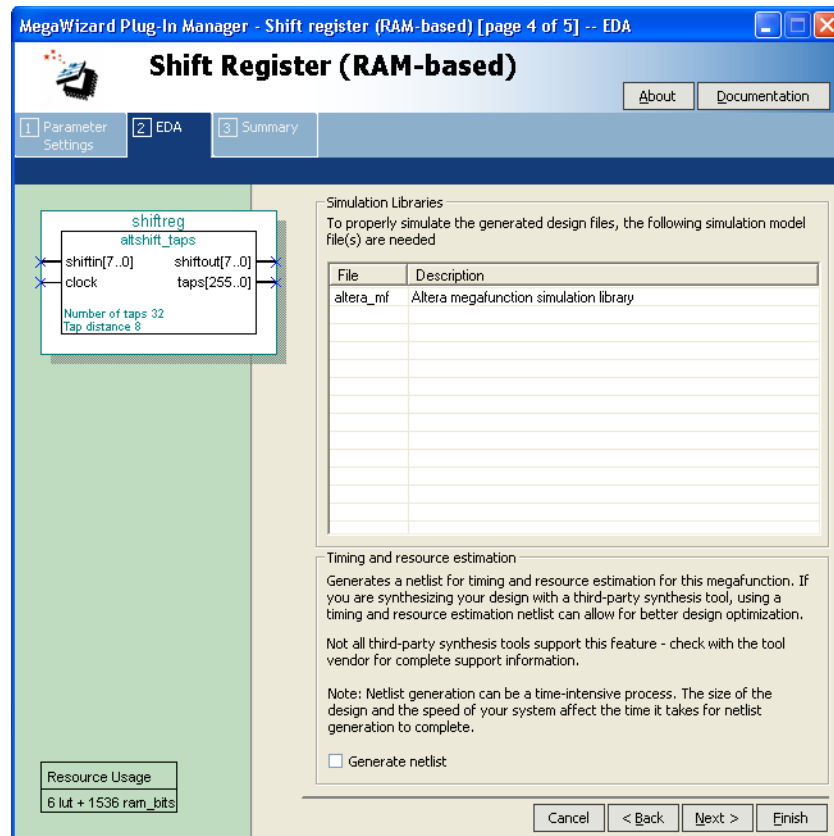 MegaWizard Plug-In Manager - Shift register (RAM-based) [page 4 of 5] -- EDA
Shift Register (RAM-based)
About
Documentation
1 Parameter Settings
2 EDA
3 Summary
shiftreg
altshift_taps
shiftin[7..0] shiftout[7..0]
clock taps[255..0]
Number of taps 32
Tap distance 8
Resource Usage
6 lut + 1536 ram_bits
Simulation Libraries
To properly simulate the generated design files, the following simulation model
file(s) are needed
File Description
altera_mf Altera megafunction simulation library
Timing and resource estimation
Generates a netlist for timing and resource estimation for this megafunction. If
you are synthesizing your design with a third-party synthesis tool, using a
timing and resource estimation netlist can allow for better design optimization.
Not all third-party synthesis tools support this feature - check with the tool
vendor for complete support information.
Note: Netlist generation can be a time-intensive process. The size of the
design and the speed of your system affect the time it takes for netlist
generation to complete.
Generate netlist
Cancel
< Back
Next >
Finish